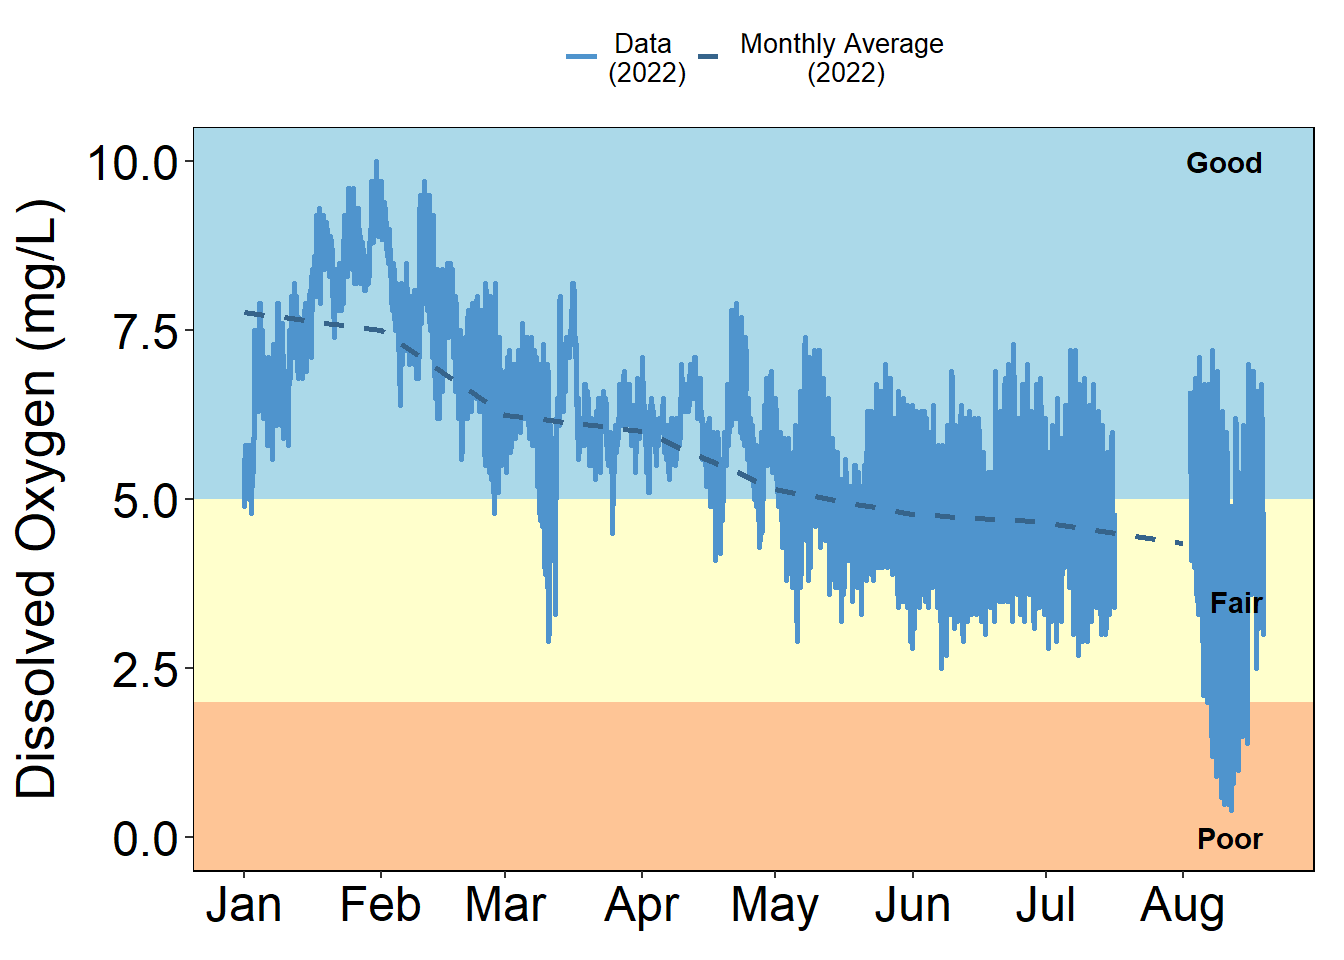 Data
(2022)
Monthly Average
(2022)
Dissolved Oxygen (mg/L)
10.0
7.5
5.0
2.5
0.0
Good
Fair
Poor
Jan Feb Mar Apr May Jun Jul Aug